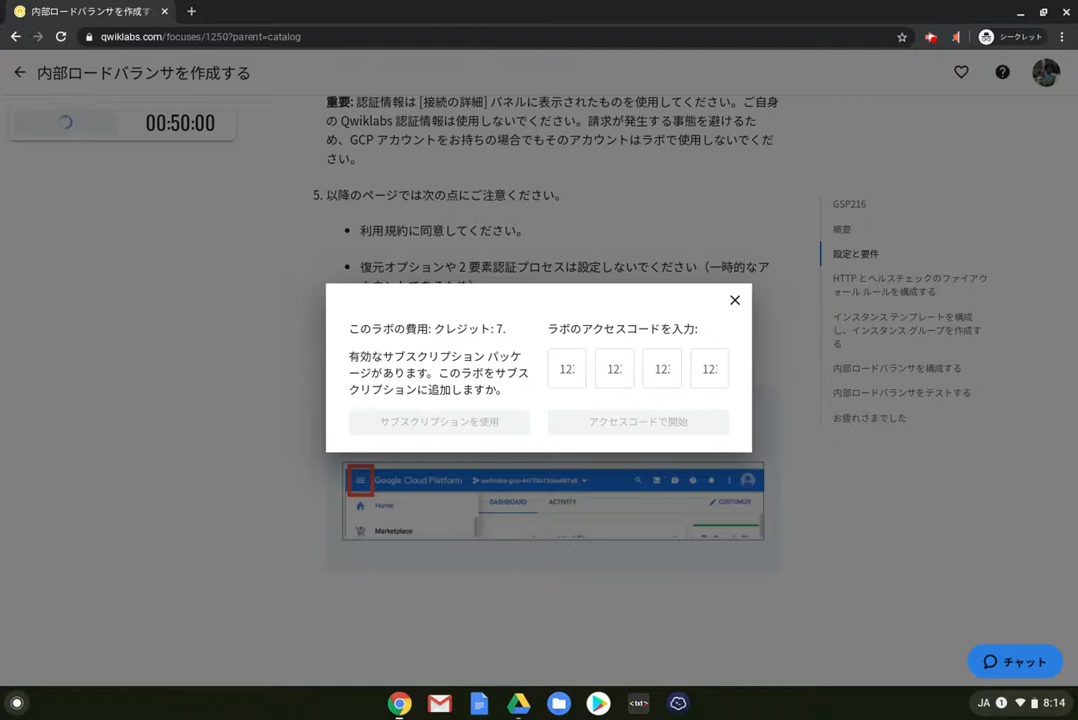 内部ロードバランサを作成す
qwiklabs.com/focuses/1250?parent=catalog
シークレット
内部ロードバランサを作成する
00:50:00
重要: 認証情報は [接続の詳細] パネルに表示されたものを使用してください。ご自身
の Qwiklabs 認証情報は使用しないでください。請求が発生する事態を避けるた
め、GCP アカウントをお持ちの場合でもそのアカウントはラボで使用しないでくだ
さい。
5. 以降のページでは次の点にご注意ください。
• 利用規約に同意してください。
• 復元オプションや 2 要素認証プロセスは設定しないでください（一時的なア
このラボの費用: クレジット: 7.
有効なサブスクリプション パッケ
ージがあります。このラボをサブス
クリプションに追加しますか。
サブスクリプションを使用
ラボのアクセスコードを入力:
12:
12:
12:
12:
アクセスコードで開始
GSP216
概要
設定と要件
HTTP とヘルスチェックのファイアウ
ォール ルールを構成する
インスタンス テンプレートを構成
し、インスタンス グループを作成す
る
内部ロードバランサを構成する
内部ロードバランサをテストする
お疲れさまでした
Google Cloud Platform
Home
DASHBOARD
ACTIVITY
CUSTOMIZE
Marketplace
チャット
<txt>
JA
1
8:14